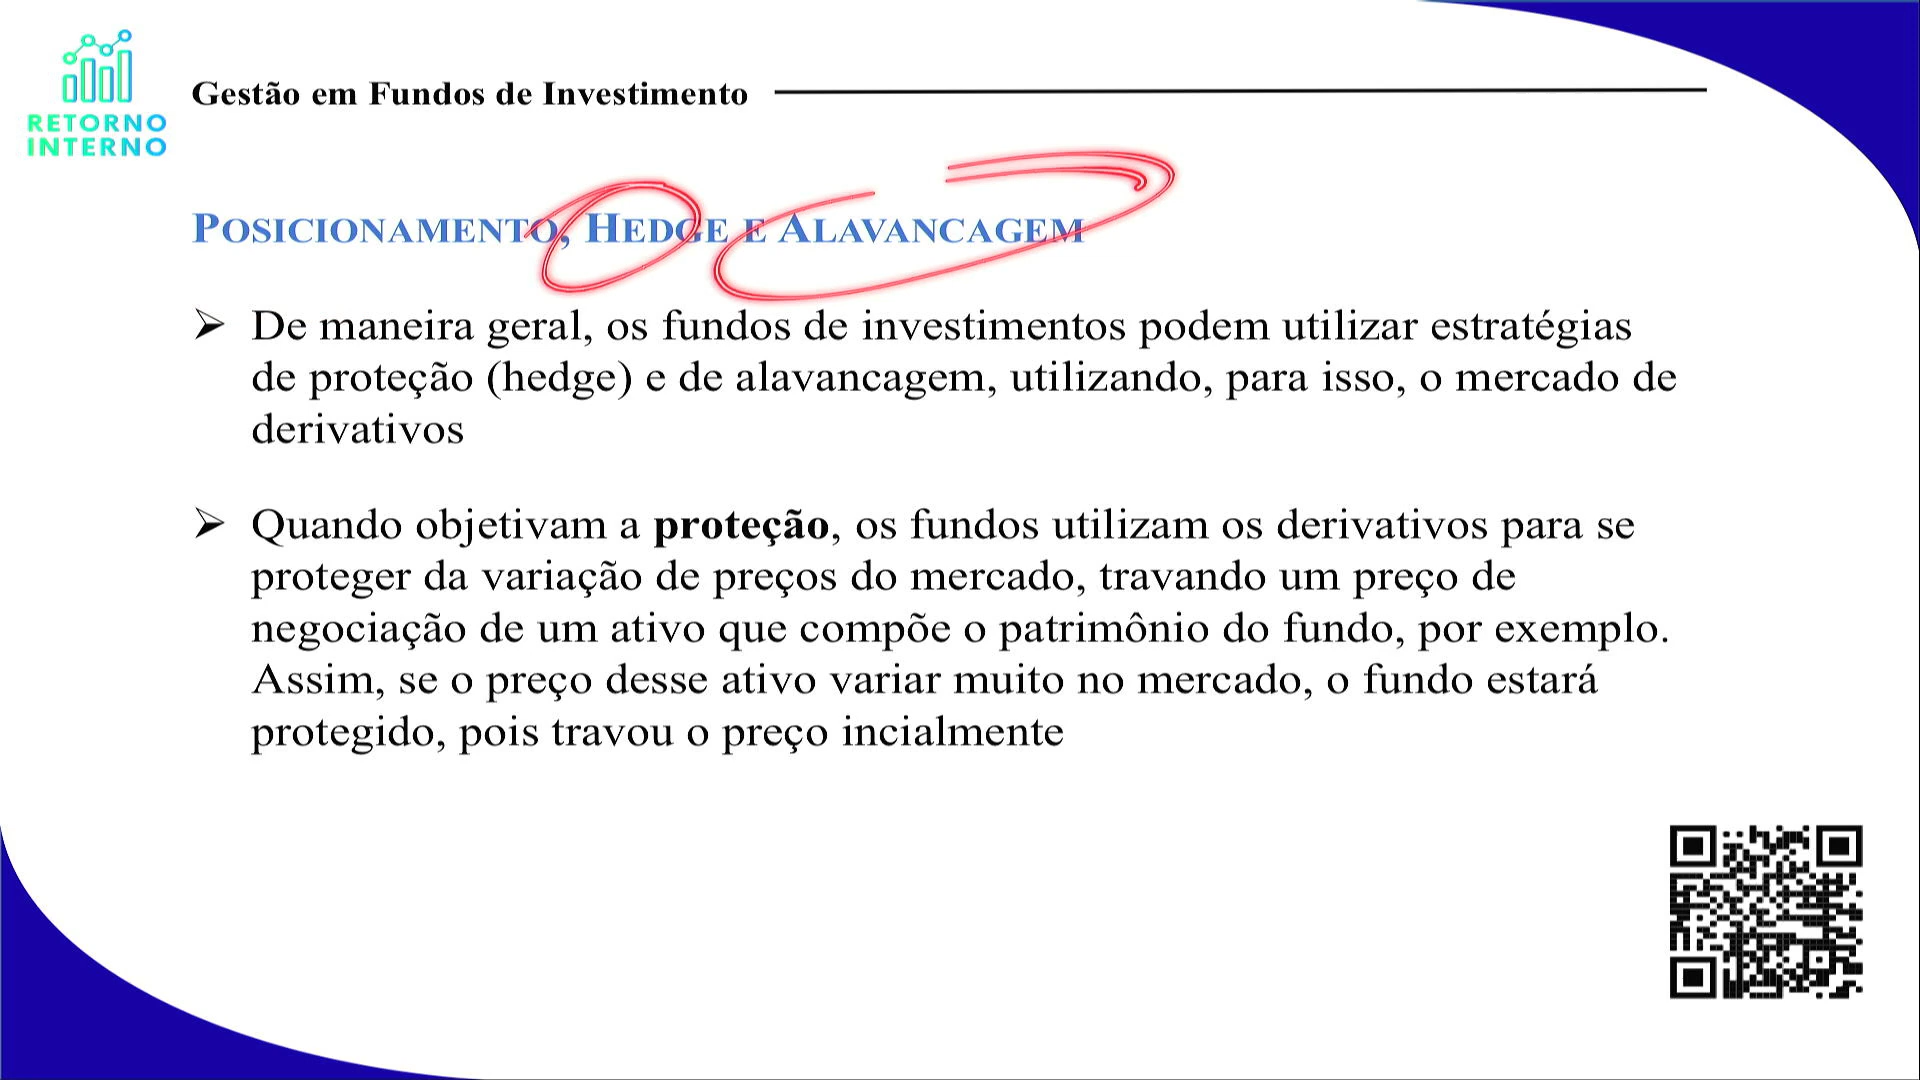 RETORNO
INTERNO
Gestão em Fundos de Investimento
POSICIONAMENTO, HEDGE E ALAVANCAGEM
➢ De maneira geral, os fundos de investimentos podem utilizar estratégias
de proteção (hedge) e de alavancagem, utilizando, para isso, o mercado de
derivativos
➢ Quando objetivam a proteção, os fundos utilizam os derivativos para se
proteger da variação de preços do mercado, travando um preço de
negociação de um ativo que compõe o patrimônio do fundo, por exemplo.
Assim, se o preço desse ativo variar muito no mercado, o fundo estará
protegido, pois travou o preço incialmente